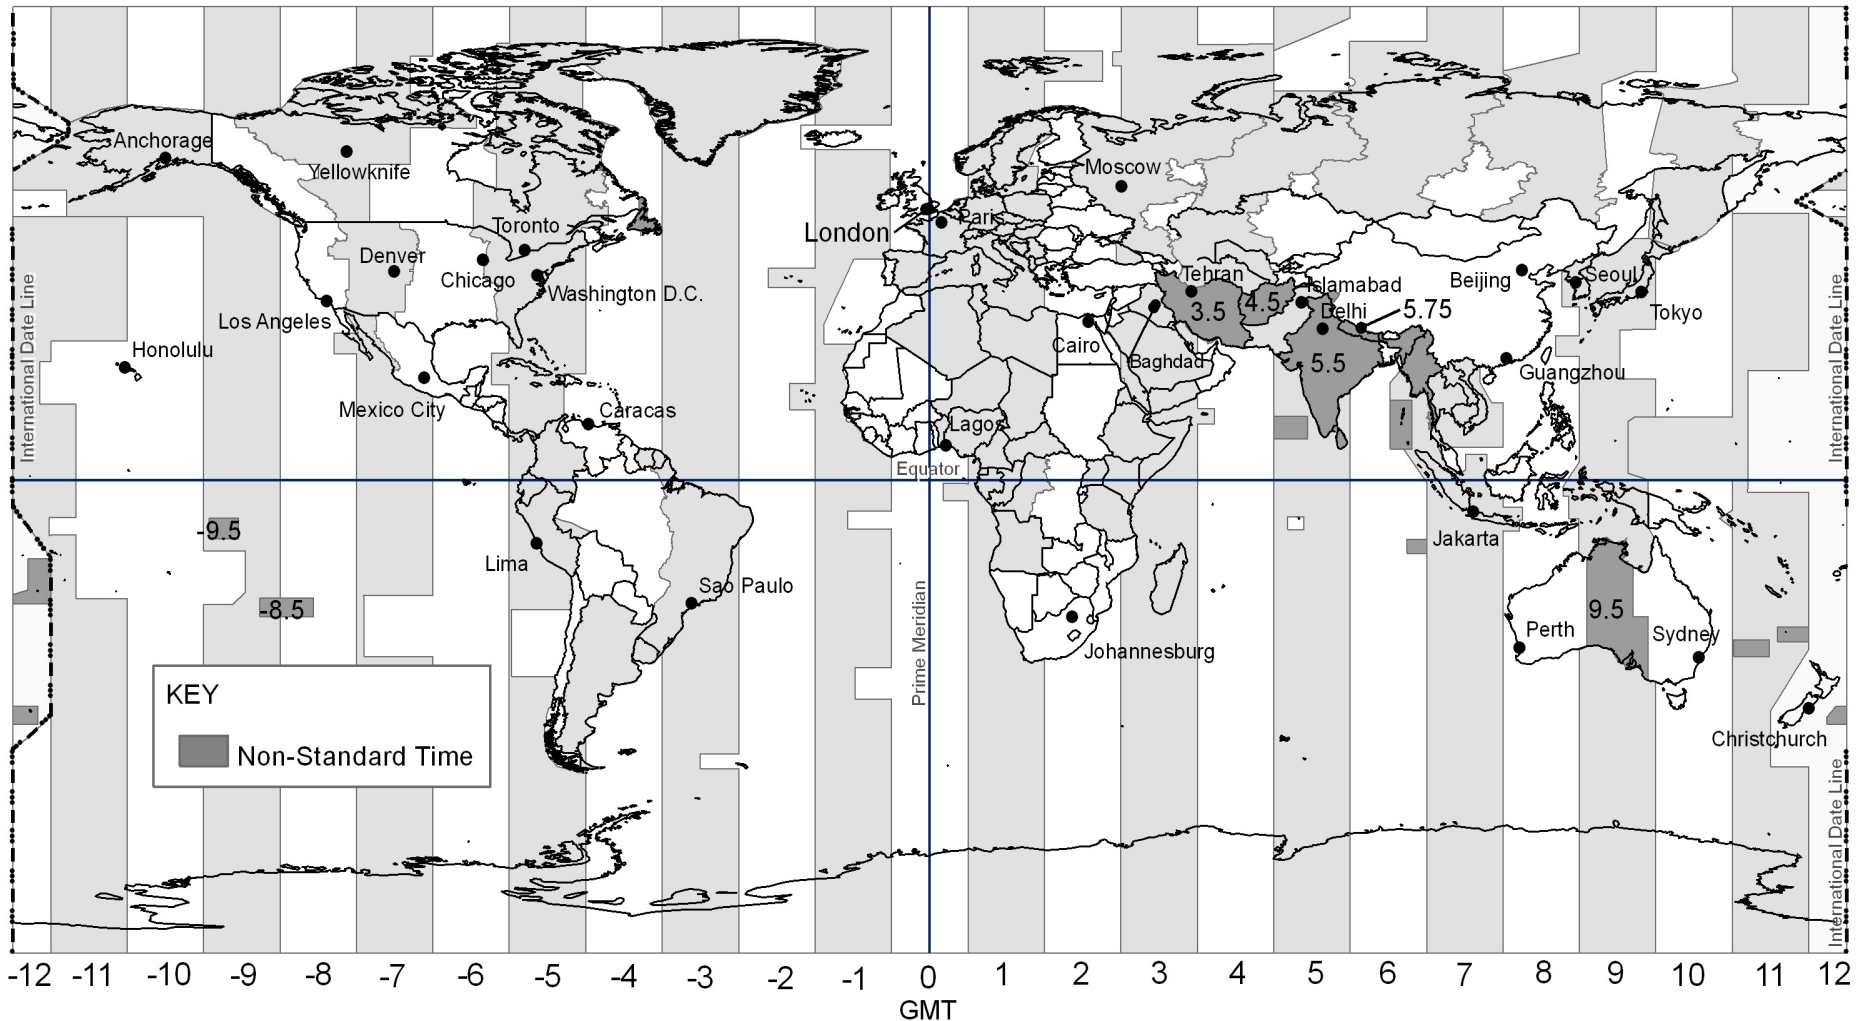 Anchorage
Yellowknife
Moscow
Toronto
London
Paris
Denver
Chicago
Washington D.C.
Tehran
Islamabad
Beijing
Seoul
Los Angeles
3.5
4.5
Delhi
5.75
Tokyo
Honolulu
Cairo
Baghdad
5.5
Guangzhou
Mexico City
Caracas
Lagos
Equator
International Date Line
International Date Line
-9.5
Lima
Jakarta
-8.5
Sao Paulo
Prime Meridian
9.5
Perth
Sydney
Johannesburg
Christchurch
KEY
Non-Standard Time
International Date Line
-12 -11 -10 -9 -8 -7 -6 -5 -4 -3 -2 -1 0 1 2 3 4 5 6 7 8 9 10 11 12
GMT